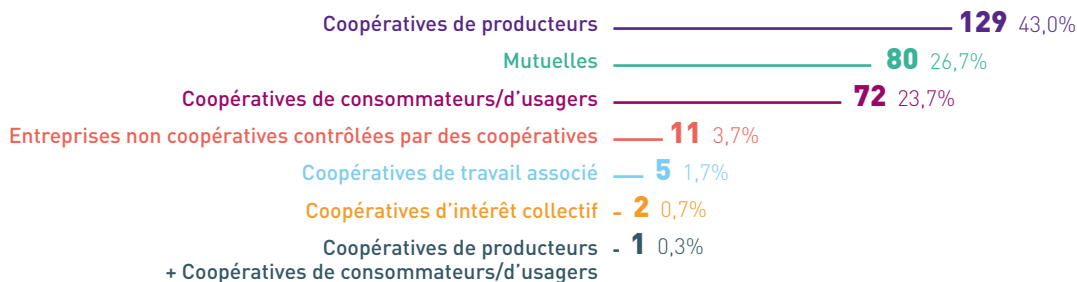 Coopératives de producteurs 129 43,0%
Mutuelles 80 26,7%
Coopératives de consommateurs/d'usagers 72 23,7%
Entreprises non coopératives contrôlées par des coopératives 11 3,7%
Coopératives de travail associé 5 1,7%
Coopératives d'intérêt collectif 2 0,7%
Coopératives de producteurs 1 0,3%
+ Coopératives de consommateurs/d'usagers